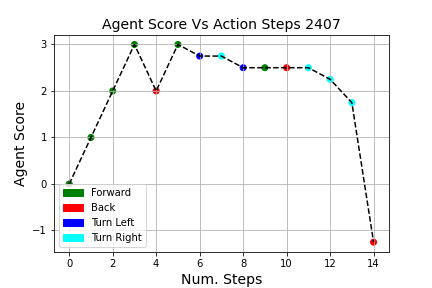 Agent Score Vs Action Steps 2407
3
2
1
0
−1
Agent Score
Forward
Back
Turn Left
Turn Right
0 2 4 6 8 10 12 14
Num. Steps